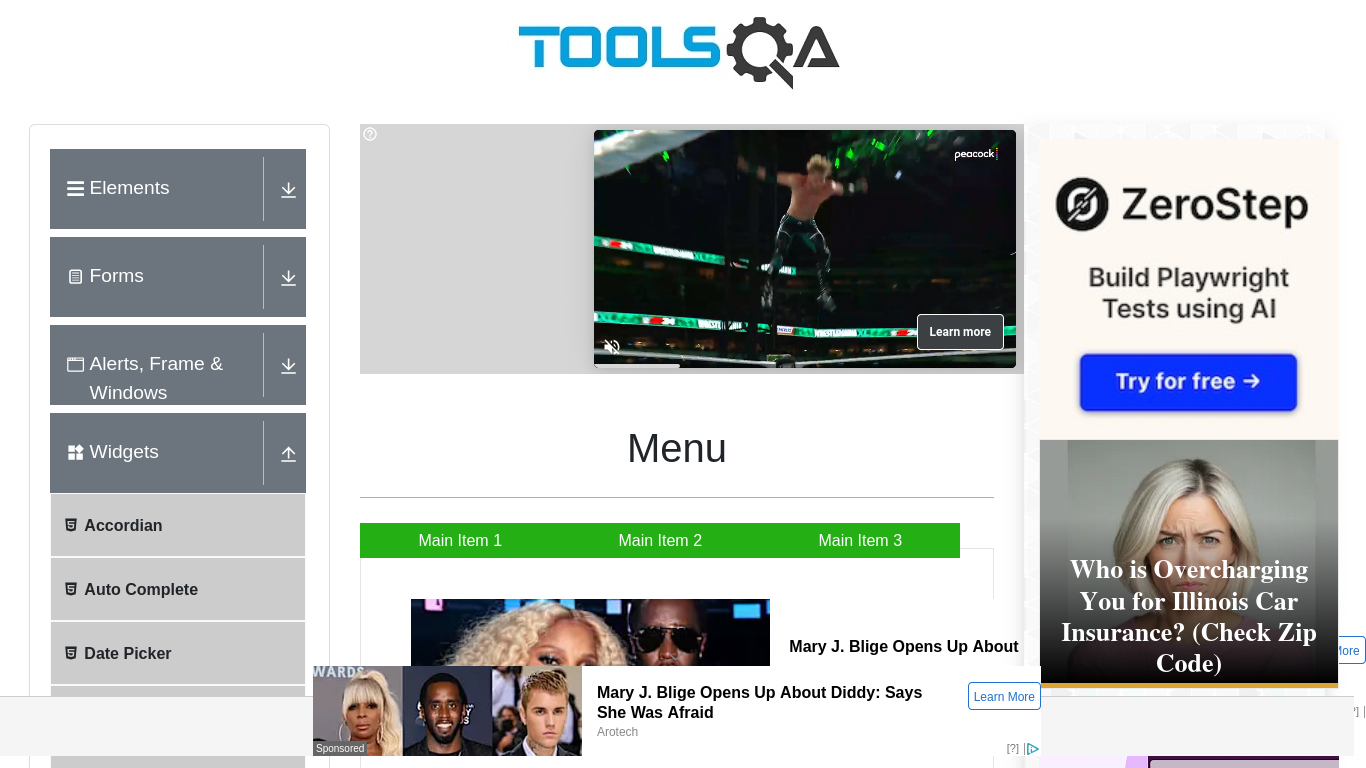 TOOLSQA
Elements
Forms
Alerts, Frame &
Windows
Widgets
Accordian
Auto Complete
Date Picker
peacock
Learn more
Menu
Main Item 1
Main Item 2
Main Item 3
Mary J. Blige Opens Up About
WARDS
Sponsored
Mary J. Blige Opens Up About Diddy: Says
She Was Afraid
Arotech
Learn More
[?]
ZeroStep
Build Playwright
Tests using AI
Try for free →
Who is Overcharging
You for Illinois Car
Insurance? (Check Zip
Code)
More